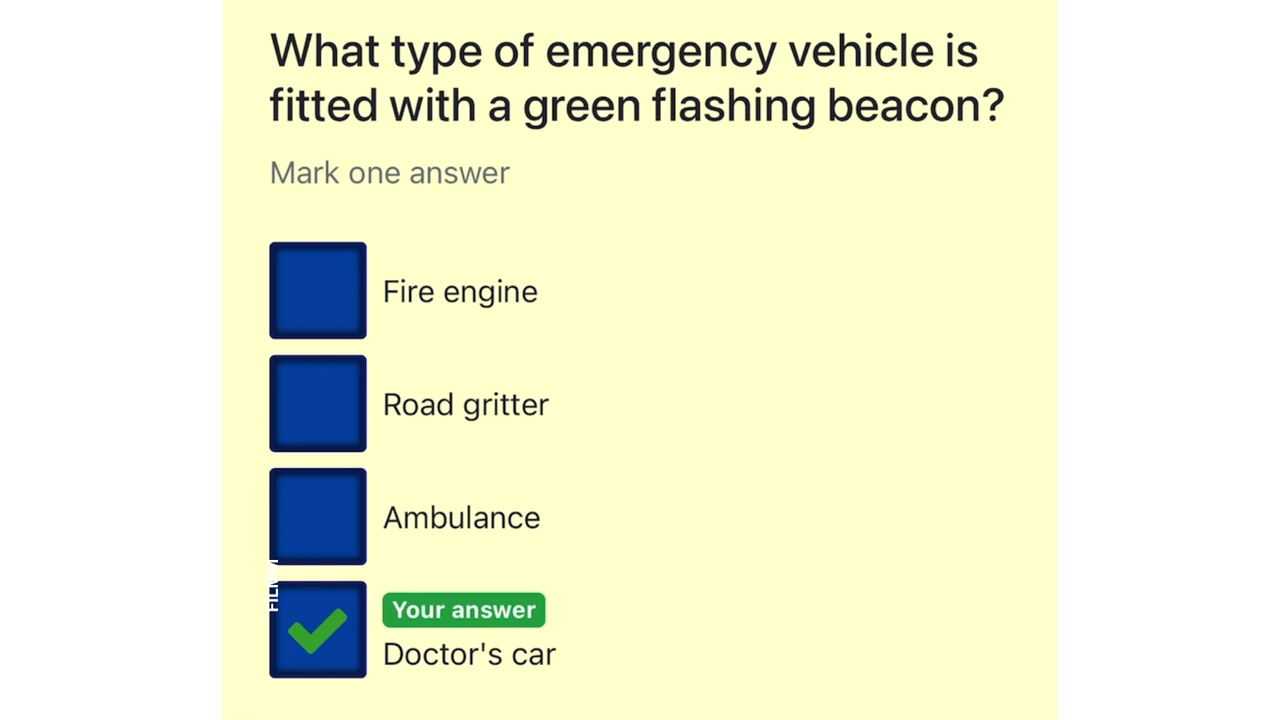 What type of emergency vehicle is
fitted with a green flashing beacon?
Mark one answer
Fire engine
Road gritter
Ambulance
Your answer
Doctor's car